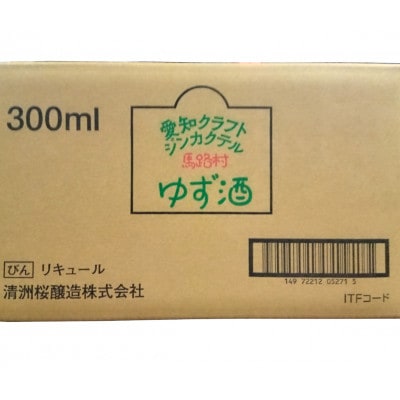 300ml
愛知クラフト
ジンカクテル
馬路村
ゆず酒
びん リキュール
清洲桜醸造株式会社
149 72212 05271 5
ITFコード